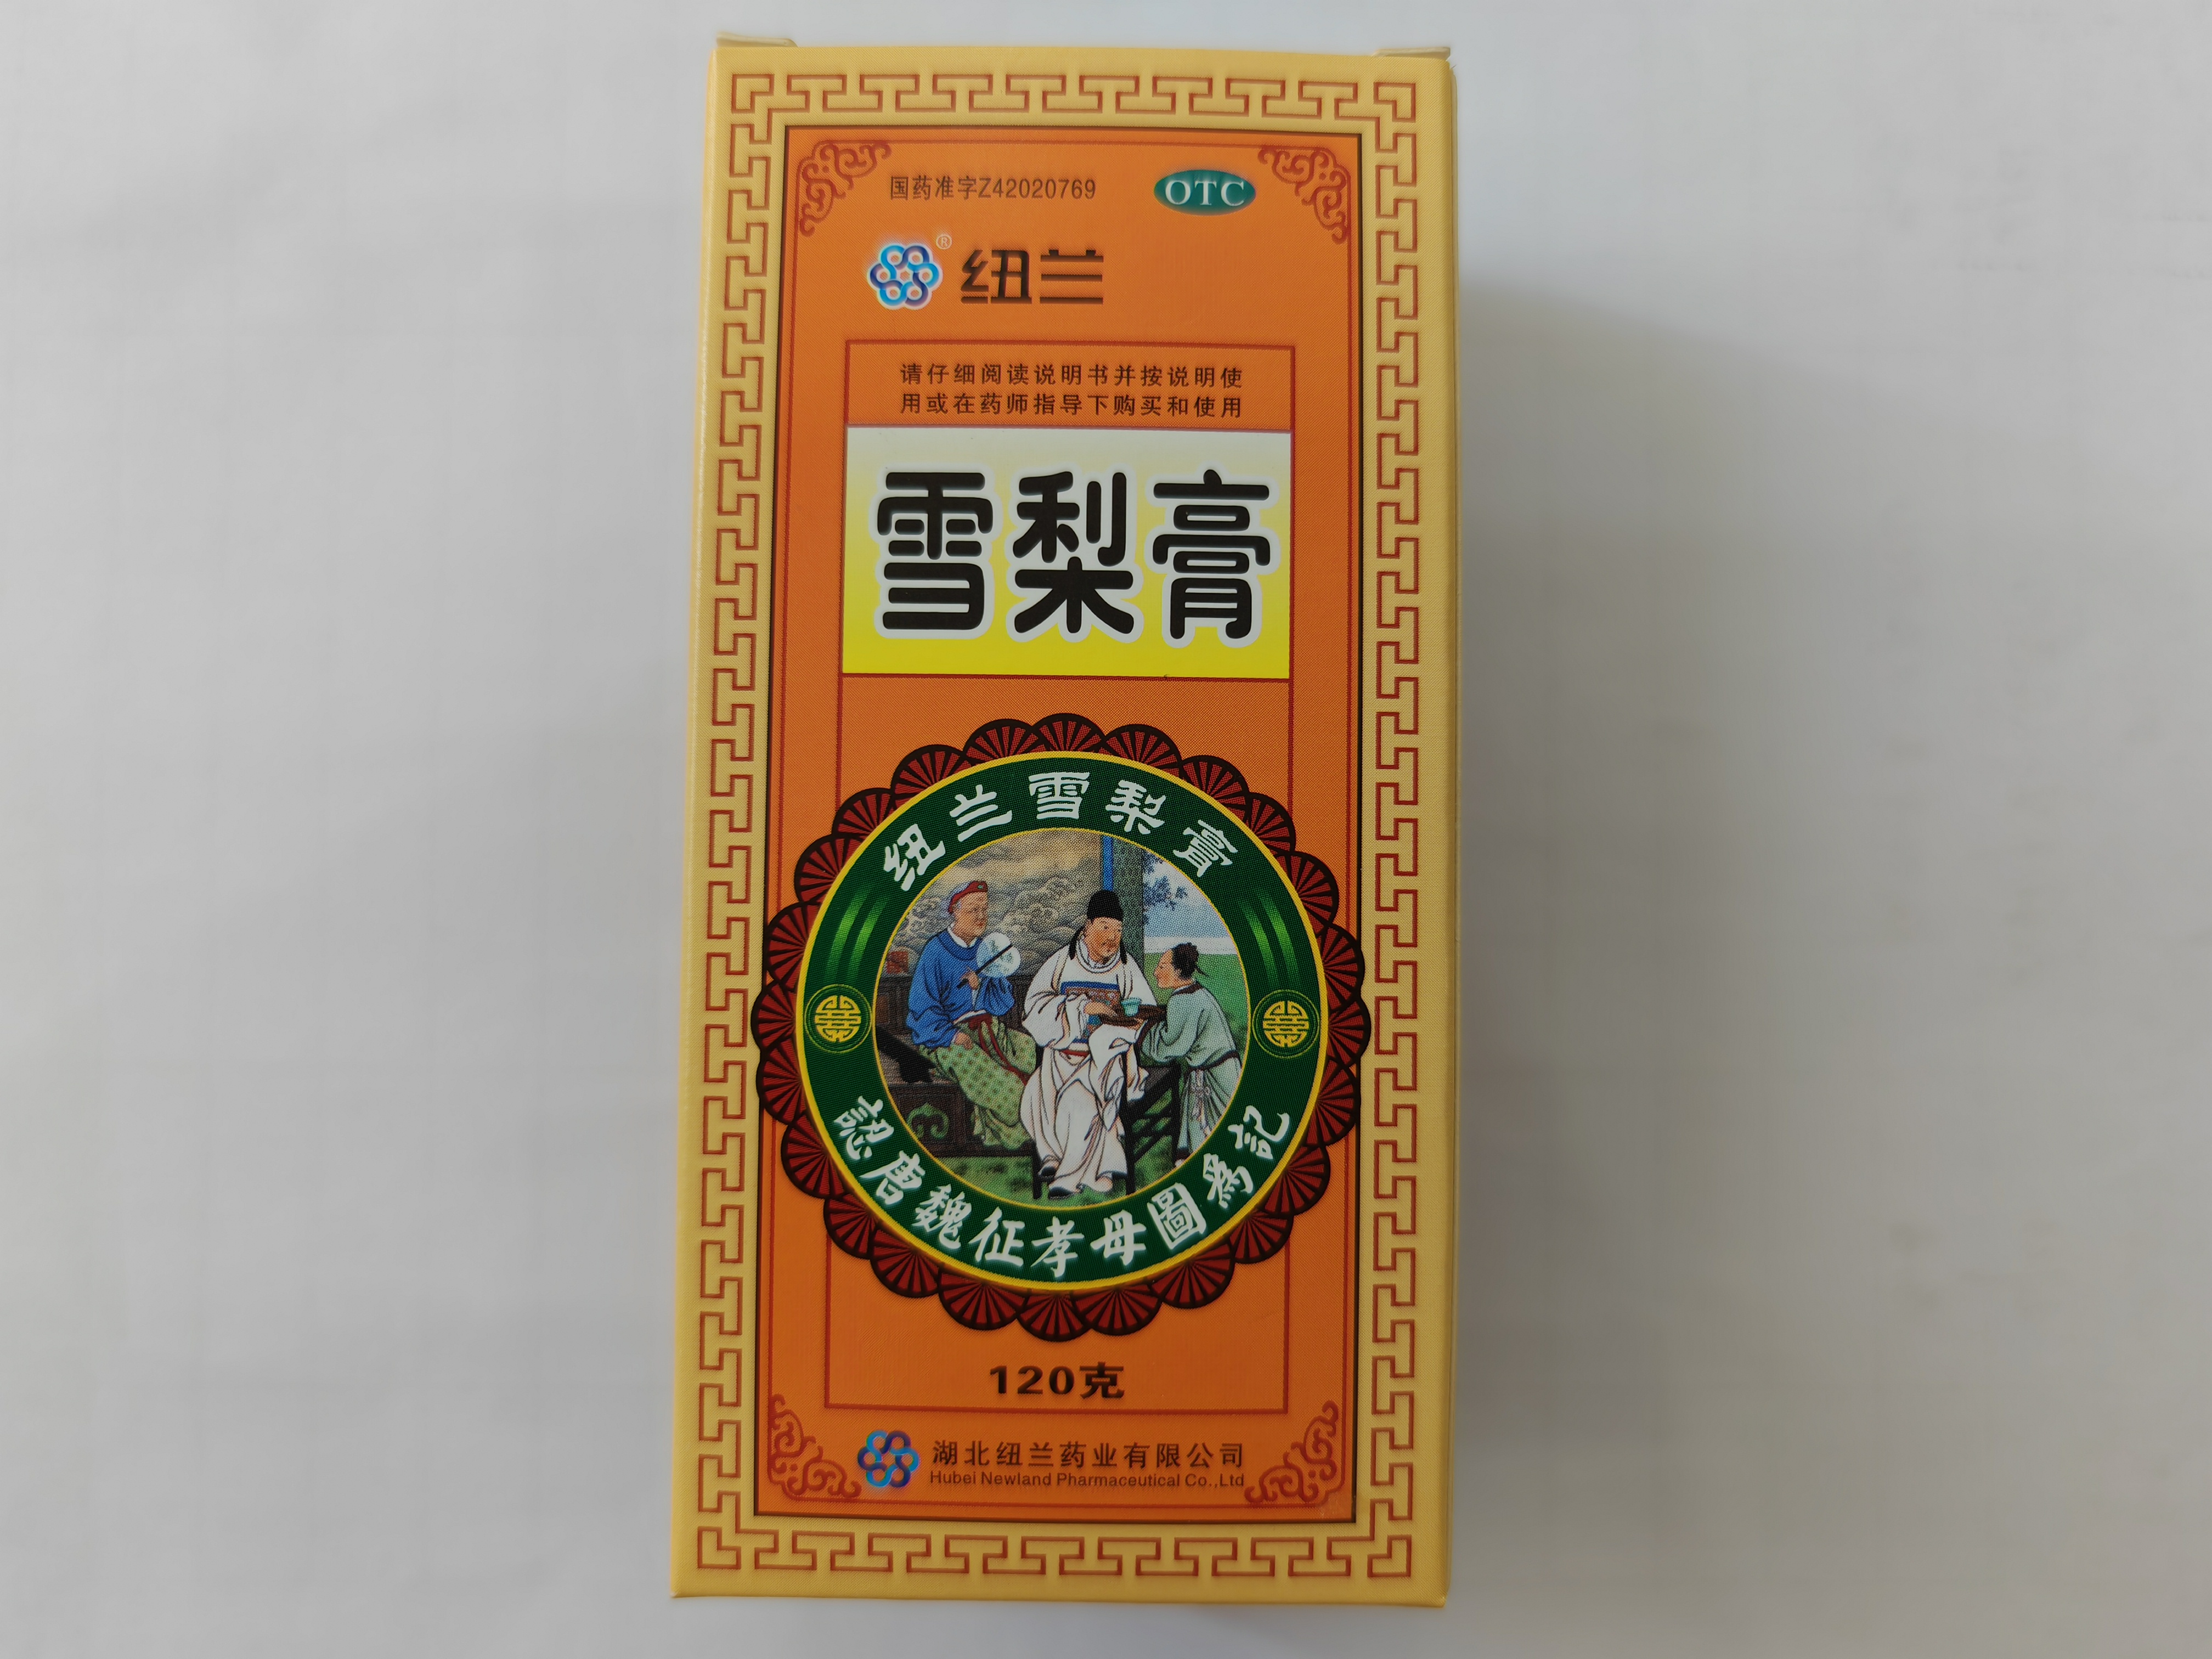 国药准字Z42020769
OTC
®
纽兰
请仔细阅读说明书并按说明使
用或在药师指导下购买和使用
雪梨膏
纽兰雪梨膏
認唐魏征孝母圖爲記
120克
湖北纽兰药业有限公司
Hubei Newland Pharmaceutical Co.,Ltd